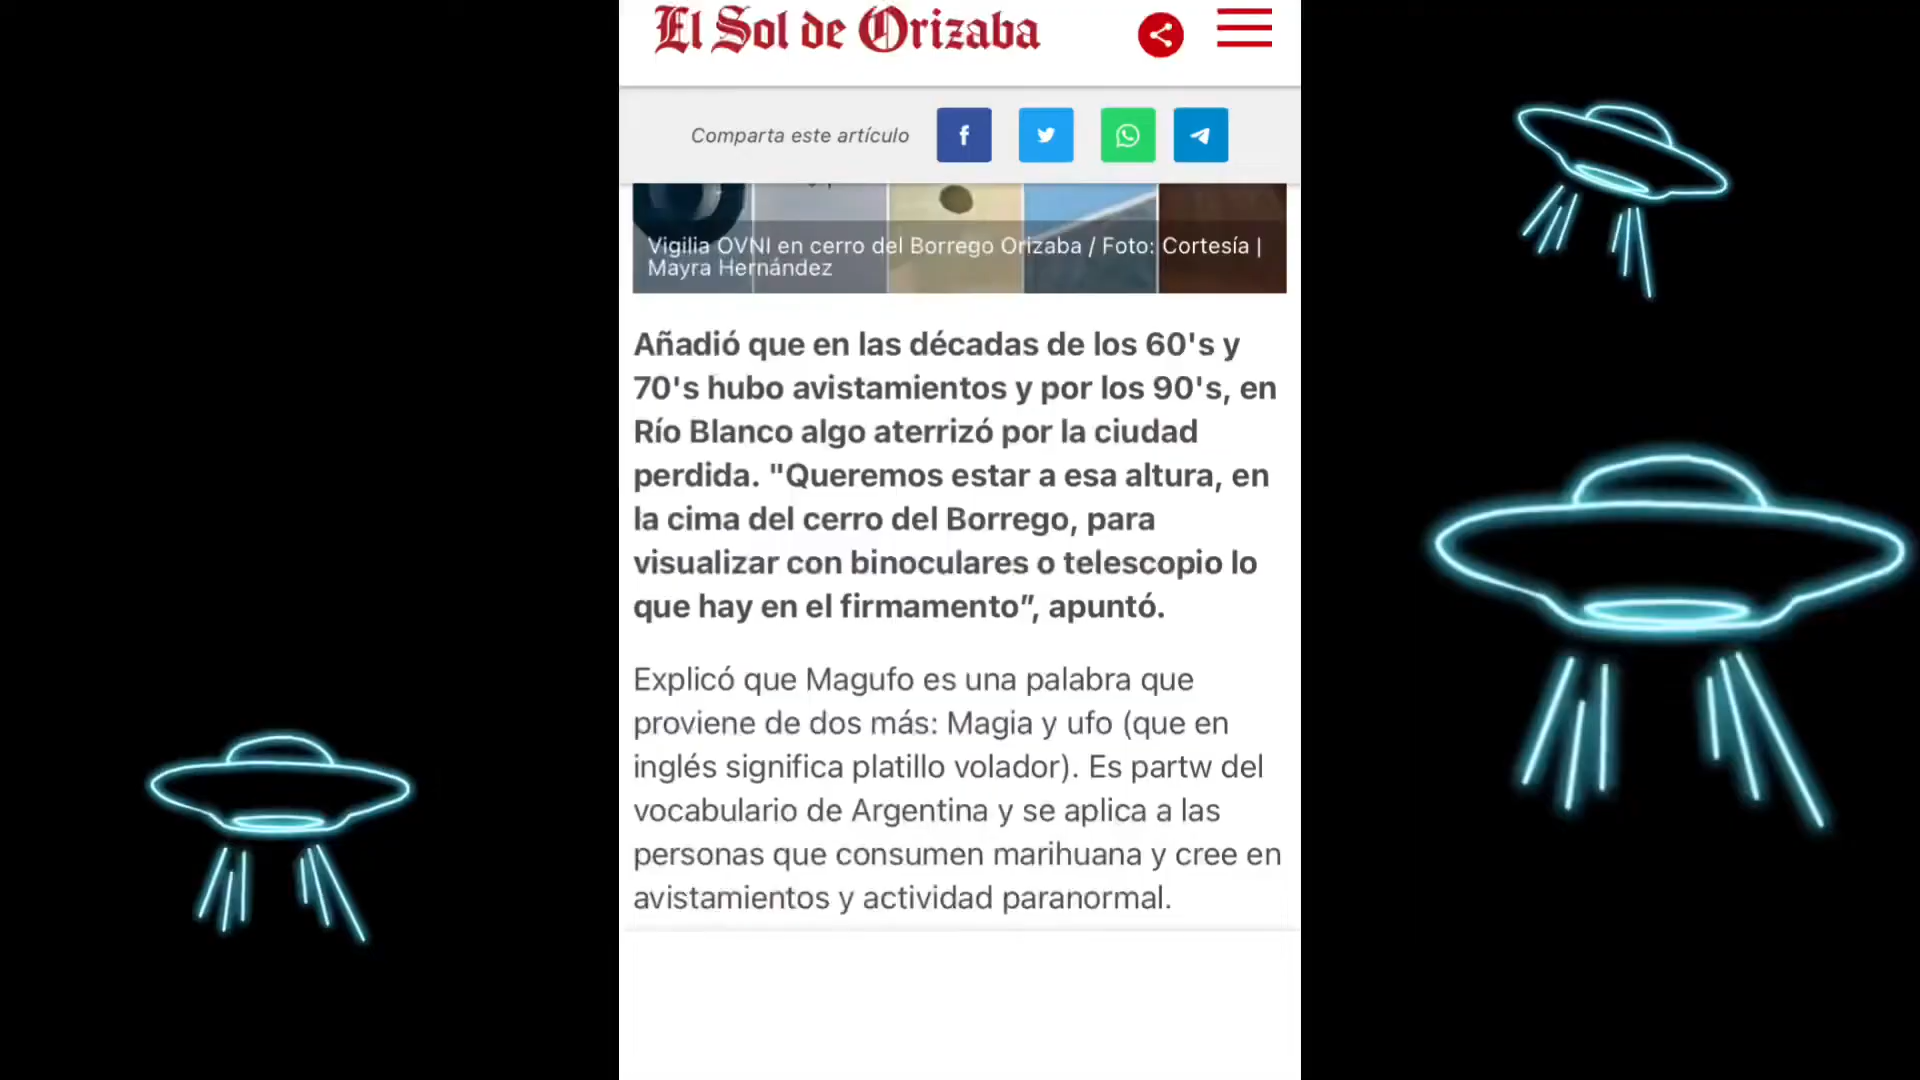 El Sol de Orizaba
Comparta este artículo
Vigilia OVNI en cerro del Borrego Orizaba / Foto: Cortesía |
Mayra Hernández
Añadió que en las décadas de los 60's y
70's hubo avistamientos y por los 90's, en
Río Blanco algo aterrizó por la ciudad
perdida. "Queremos estar a esa altura, en
la cima del cerro del Borrego, para
visualizar con binoculares o telescopio lo
que hay en el firmamento”, apuntó.
Explicó que Magufo es una palabra que
proviene de dos más: Magia y ufo (que en
inglés significa platillo volador). Es partw del
vocabulario de Argentina y se aplica a las
personas que consumen marihuana y cree en
avistamientos y actividad paranormal.